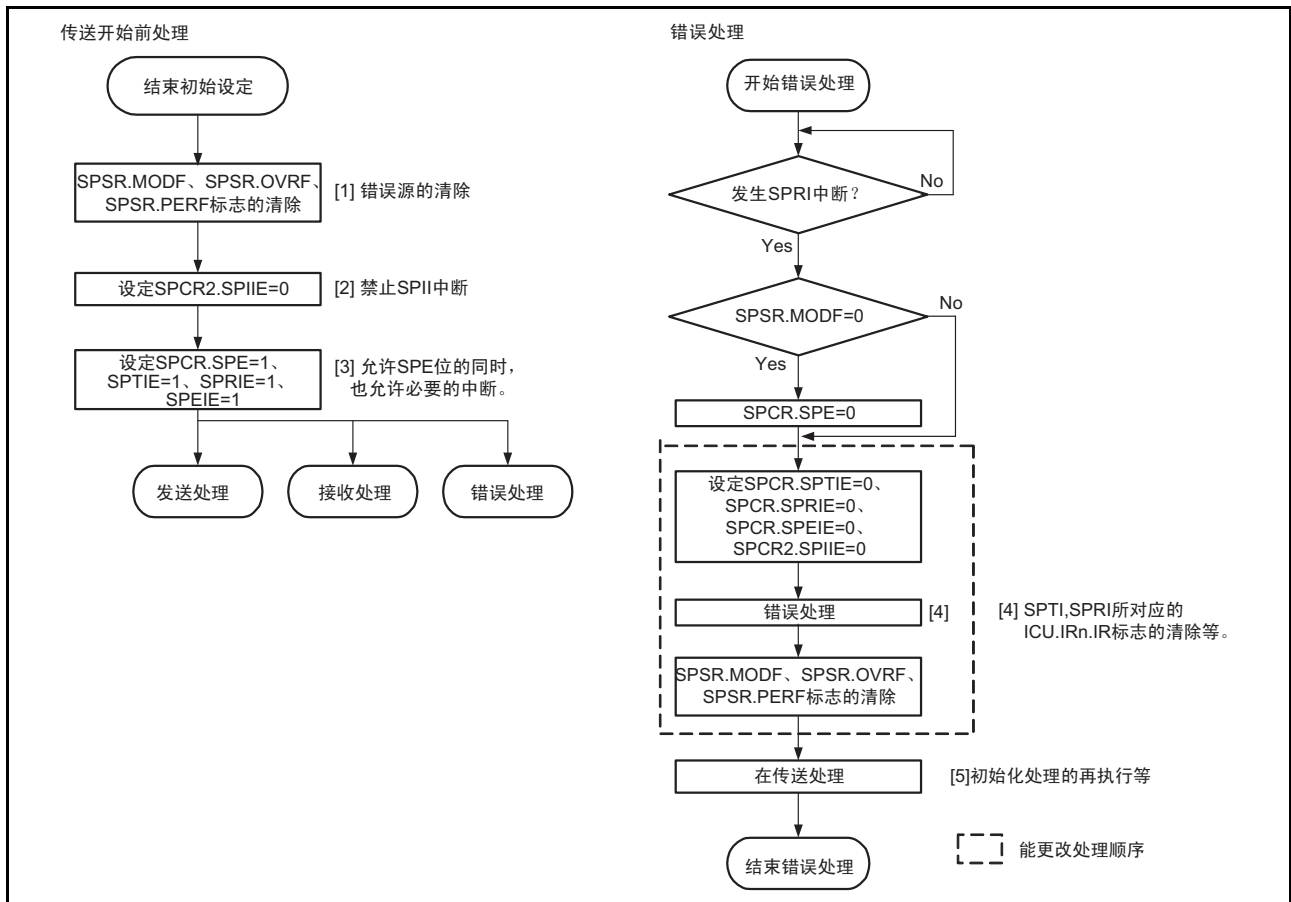 传送开始前处理
结束初始设定
SPSR.MODF、SPSR.OVRF、
SPSR.PERF标志的清除
[1] 错误源的清除
设定SPCR2.SPIIE=0
[2] 禁止SPII中断
设定SPCR.SPE=1、
SPTIE=1、SPRIE=1、
SPEIE=1
[3] 允许SPE位的同时，
也允许必要的中断。
发送处理
接收处理
错误处理
错误处理
开始错误处理
发生SPRI中断？
No
Yes
SPSR.MODF=0
No
Yes
SPCR.SPE=0
设定SPCR.SPTIE=0、
SPCR.SPRIE=0、
SPCR.SPEIE=0、
SPCR2.SPIIE=0
错误处理
[4]
[4] SPTI,SPRI所对应的
ICU.IRn.IR标志的清除等。
SPSR.MODF、SPSR.OVRF、
SPSR.PERF标志的清除
在传送处理
[5]初始化处理的再执行等
结束错误处理
能更改处理顺序